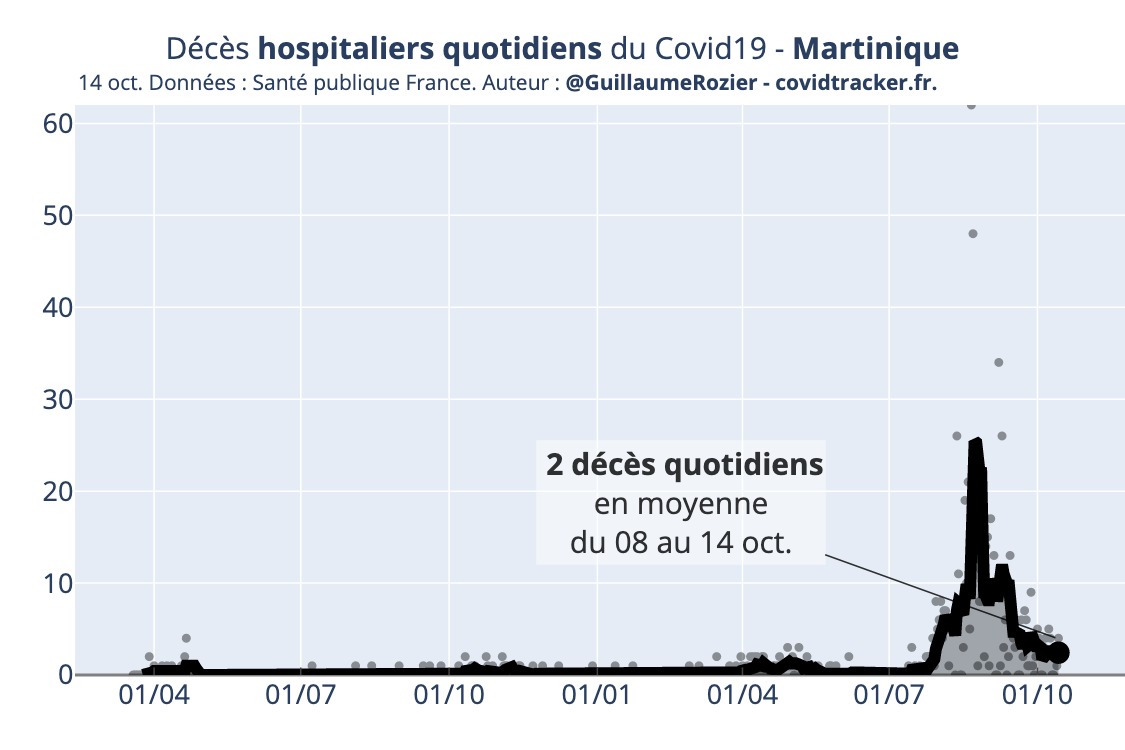 Décès hospitaliers quotidiens du Covid19 - Martinique
14 oct. Données : Santé publique France. Auteur : @GuillaumeRozier - covidtracker.fr.
60
50
40
30
20
10
0
2 décès quotidiens
en moyenne
du 08 au 14 oct.
01/04 01/07 01/10 01/01 01/04 01/07 01/10